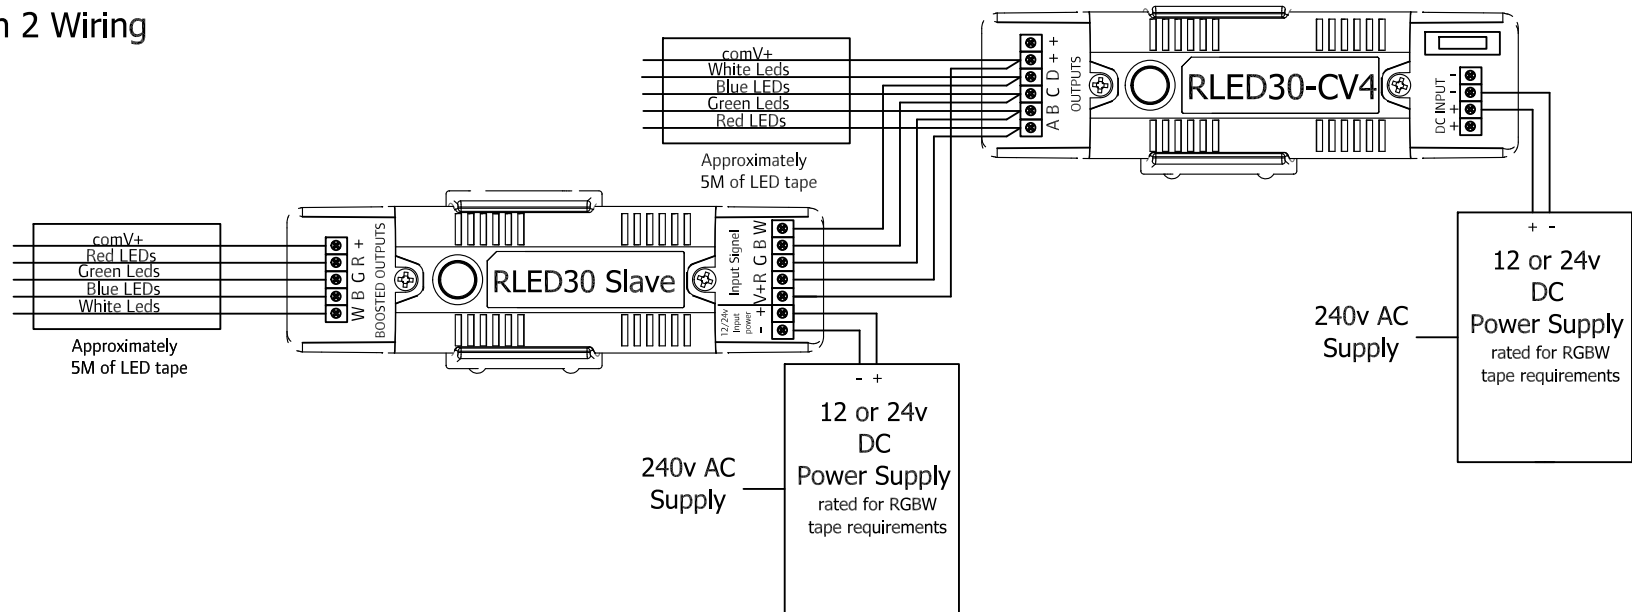 n 2 Wiring
comV+
White Leds
Blue LEDs
Green Leds
Red LEDs
Approximately
5M of LED tape
A B C D + +
OUTPUTS
RLED30-CV4
DC INPUT
+ + - -
+ -
12 or 24v
DC
Power Supply
rated for RGBW
tape requirements
240v AC
Supply
comV+
Red LEDs
Green Leds
Blue LEDs
White Leds
Approximately
5M of LED tape
W B G R +
BOOSTED OUTPUTS
RLED30 Slave
Input Signel
V+R G B W
12/24v
Input
power
- +
- +
12 or 24v
DC
Power Supply
rated for RGBW
tape requirements
240v AC
Supply